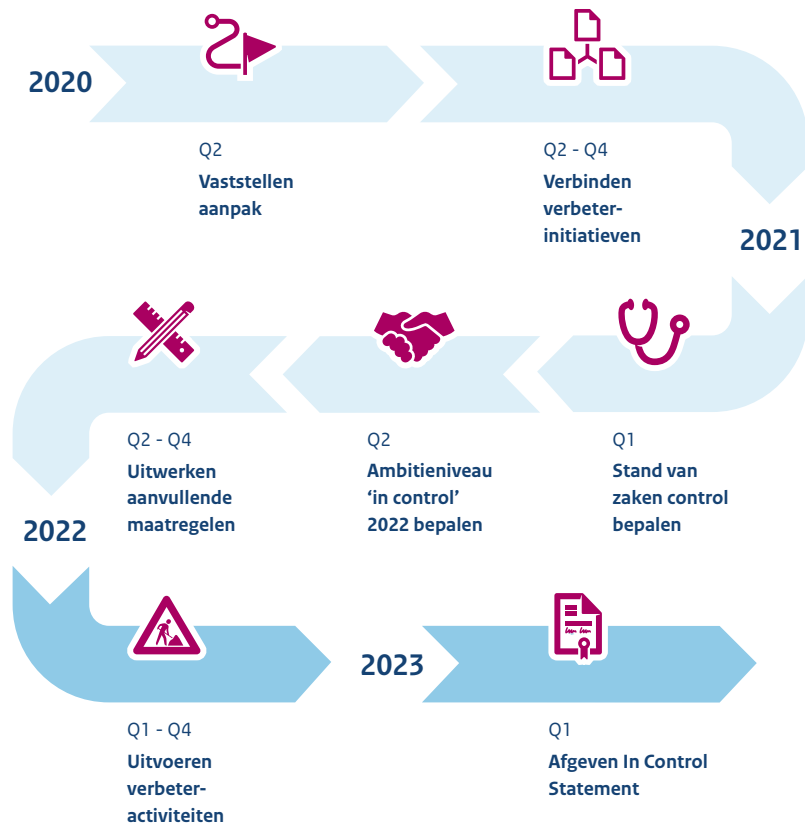 2020
Q2
Vaststellen
aanpak
Q2 - Q4
Verbinden
verbeter-
initiatieven
2021
Q1
Stand van
zaken control
bepalen
Q2
Ambitieniveau
‘in control’
2022 bepalen
Q2 - Q4
Uitwerken
aanvullende
maatregelen
2022
Q1 - Q4
Uitvoeren
verbeter-
activiteiten
2023
Q1
Afgeven In Control
Statement